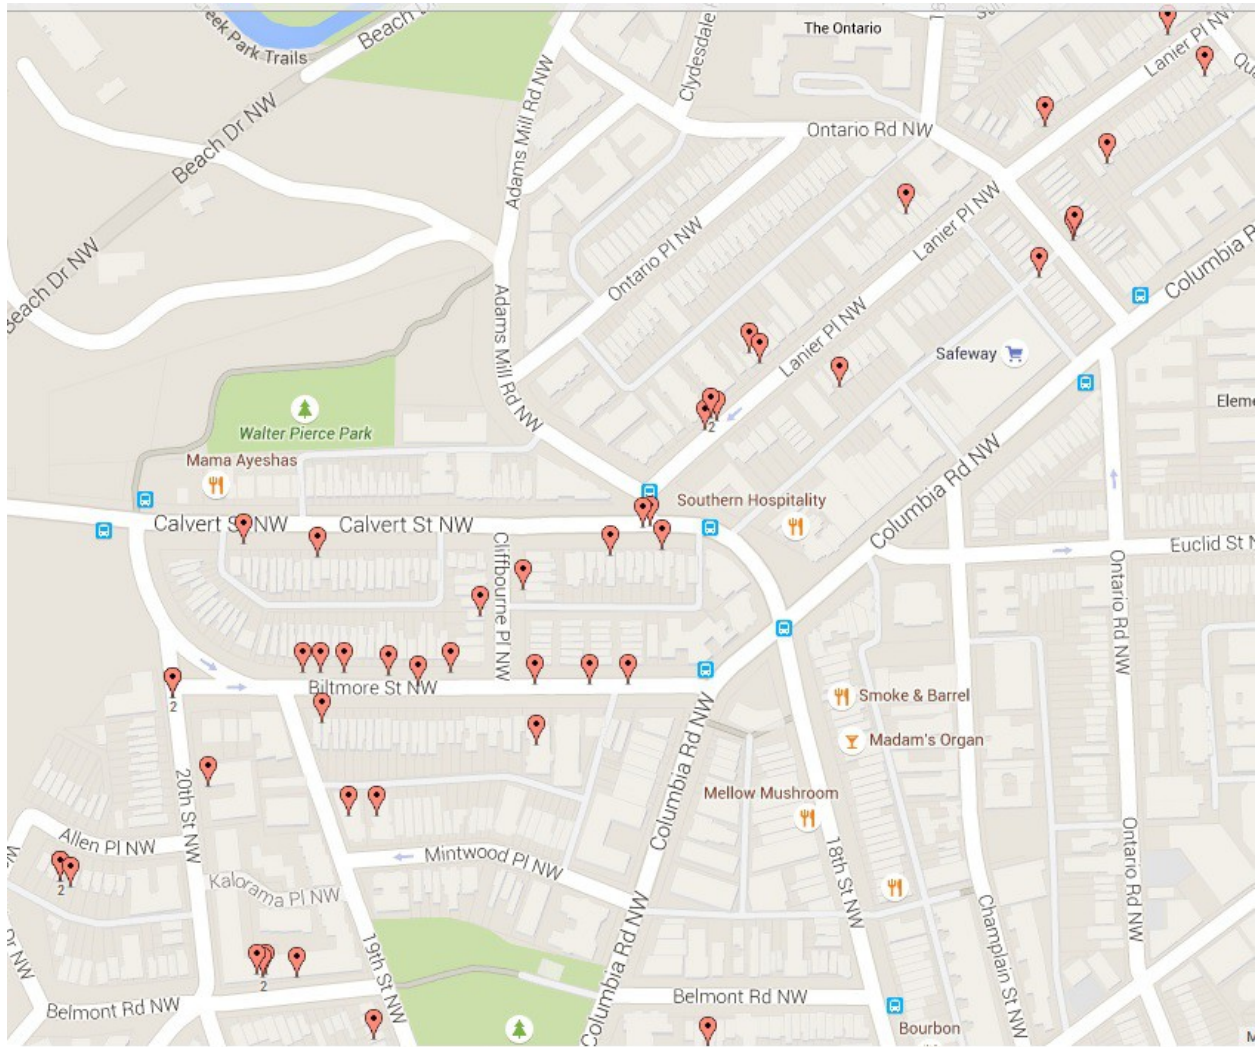 Creek Park Trails
Beach Dr
The Ontario
Clydesdale
Lanier Pl NW
Beach Dr NW
Adams Mill Rd NW
Ontario Rd NW
Ontario Pl NW
Lanier Pl NW
Columbia R
Beach Dr NW
Adams Mill Rd NW
Lanier Pl NW
Safeway
Walter Pierce Park
Eleme
2
Mama Ayeshas
Southern Hospitality
Columbia Rd NW
Calvert St NW
Calvert St NW
Euclid St N
Cliffbourne Pl NW
Ontario Rd NW
Biltmore St NW
2
Smoke & Barrel
Madam's Organ
Columbia Rd NW
Mellow Mushroom
20th St NW
Allen Pl NW
Mintwood Pl NW
18th St NW
Ontario Rd NW
2
Kalorama Pl NW
Champlain St NW
19th St NW
Columbia Rd NW
Dr NW
2
Belmont Rd NW
Belmont Rd NW
Bourbon